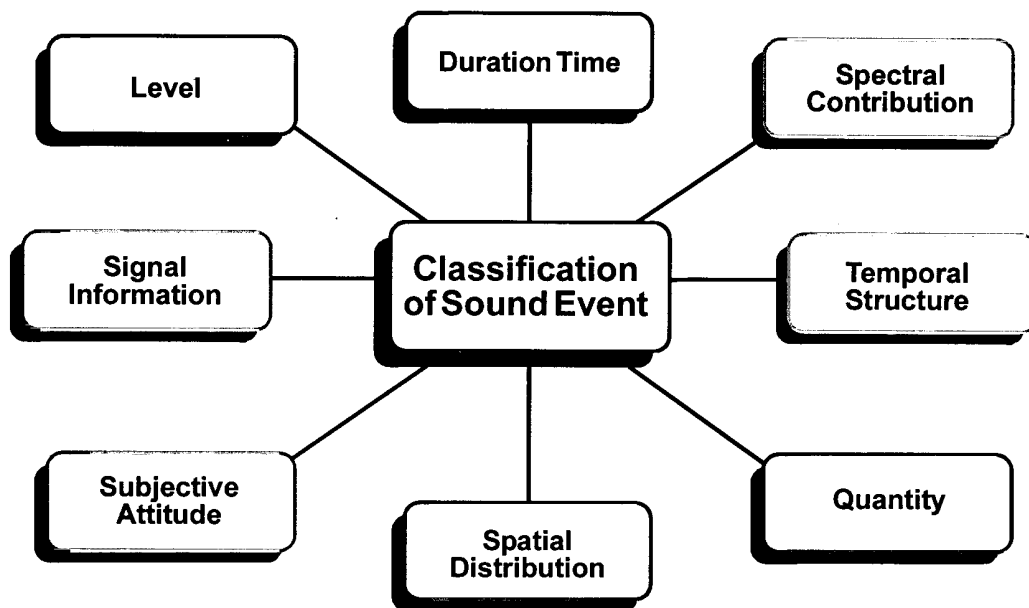 Level
Duration Time
Spectral
Contribution
Signal
Information
Classification
of Sound Event
Temporal
Structure
Subjective
Attitude
Spatial
Distribution
Quantity